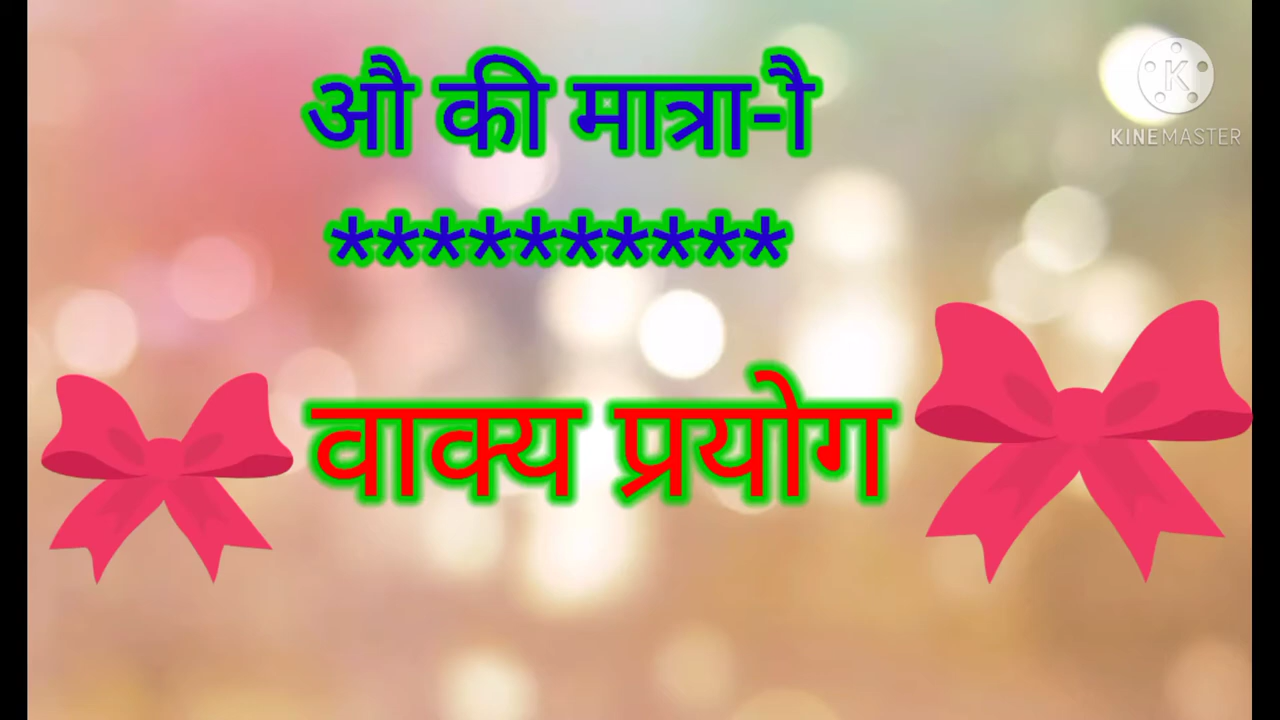 औ की मात्रा-ौ
**********
वाक्य प्रयोग
K
KINEMASTER